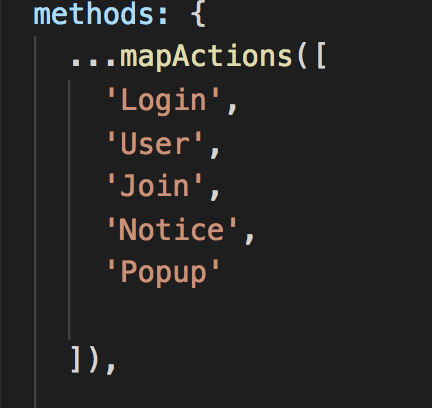 methods: {
...mapActions([
'Login',
'User',
'Join',
'Notice',
'Popup'
]),